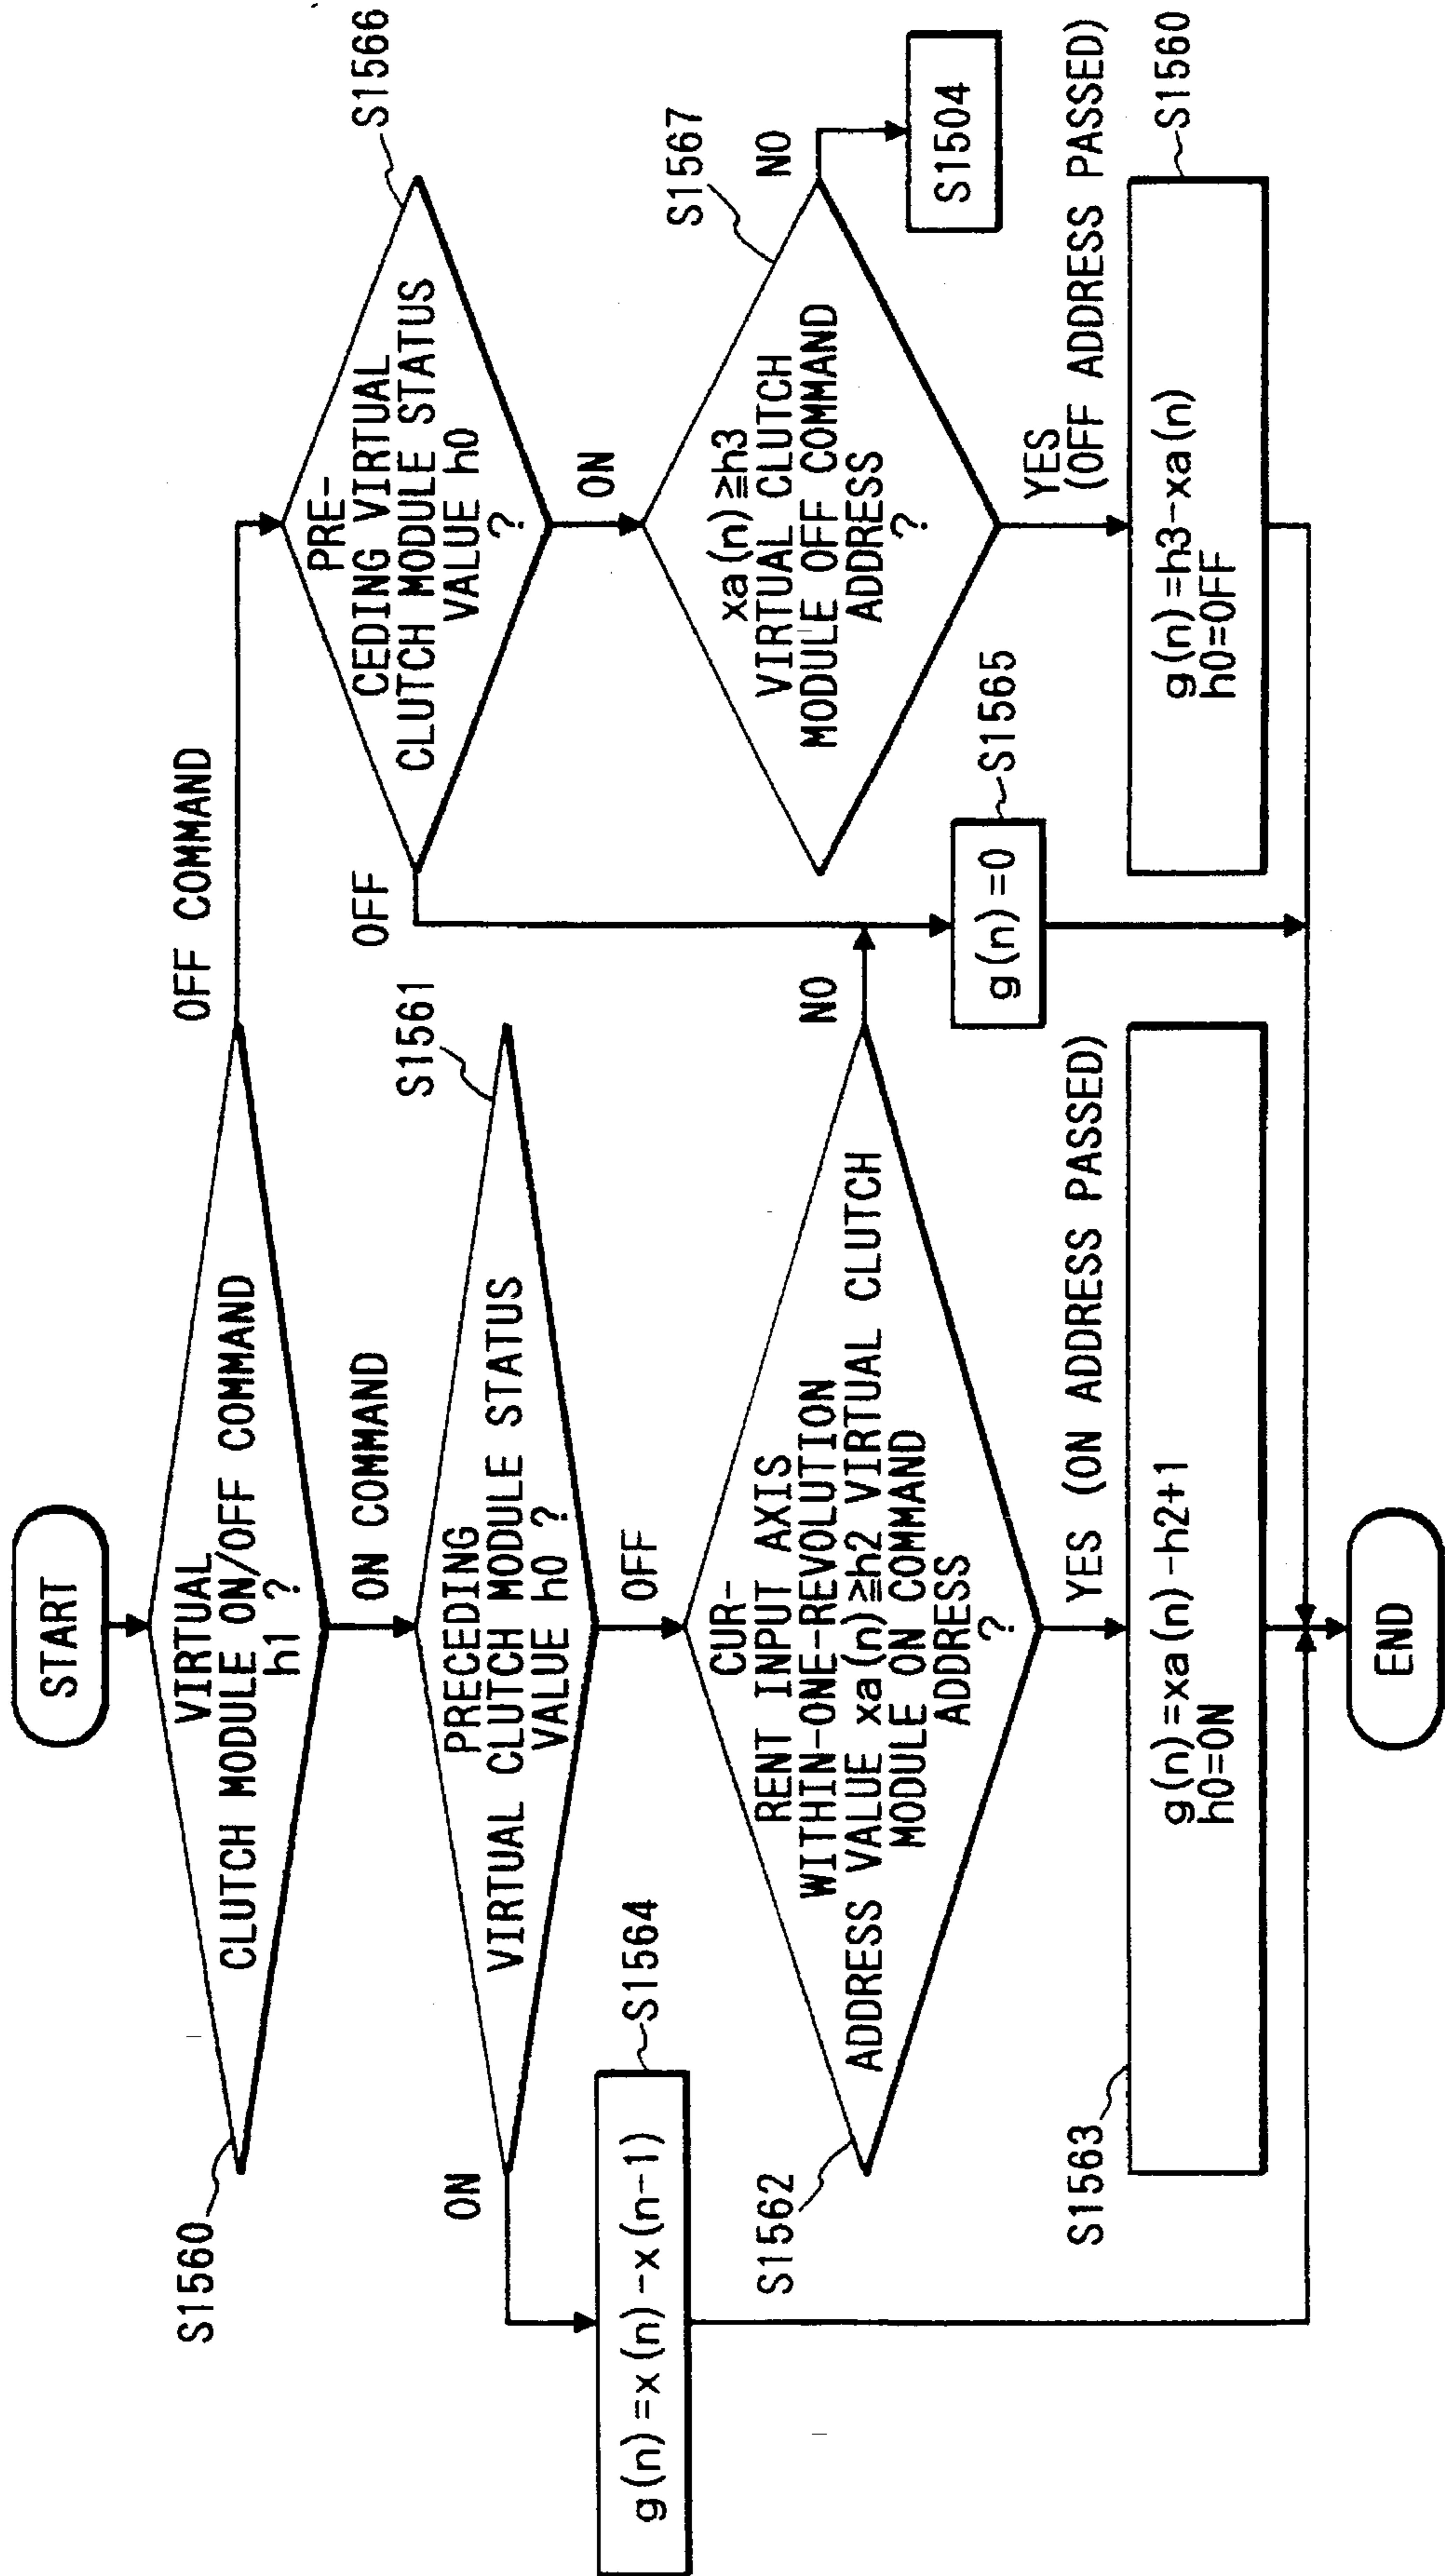 START
VIRTUAL
CLUTCH MODULE ON/OFF COMMAND
h1 ?
S1560
OFF COMMAND
ON COMMAND
PRECEDING
VIRTUAL CLUTCH MODULE STATUS
VALUE h0 ?
S1561
ON
OFF
g(n)=x(n)-x(n-1)
S1564
CUR-
RENT INPUT AXIS
WITHIN-ONE-REVOLUTION
ADDRESS VALUE xa(n)≧h2 VIRTUAL CLUTCH
MODULE ON COMMAND
ADDRESS
?
S1562
NO
YES (ON ADDRESS PASSED)
S1563
g(n)=xa(n)-h2+1
h0=ON
END
PRE-
CEDING VIRTUAL
CLUTCH MODULE STATUS
VALUE h0
?
S1566
OFF
ON
xa(n)≧h3
VIRTUAL CLUTCH
MODULE OFF COMMAND
ADDRESS
?
S1567
NO
S1504
g(n)=0
S1565
YES
(OFF ADDRESS PASSED)
g(n)=h3-xa(n)
h0=OFF
S1560